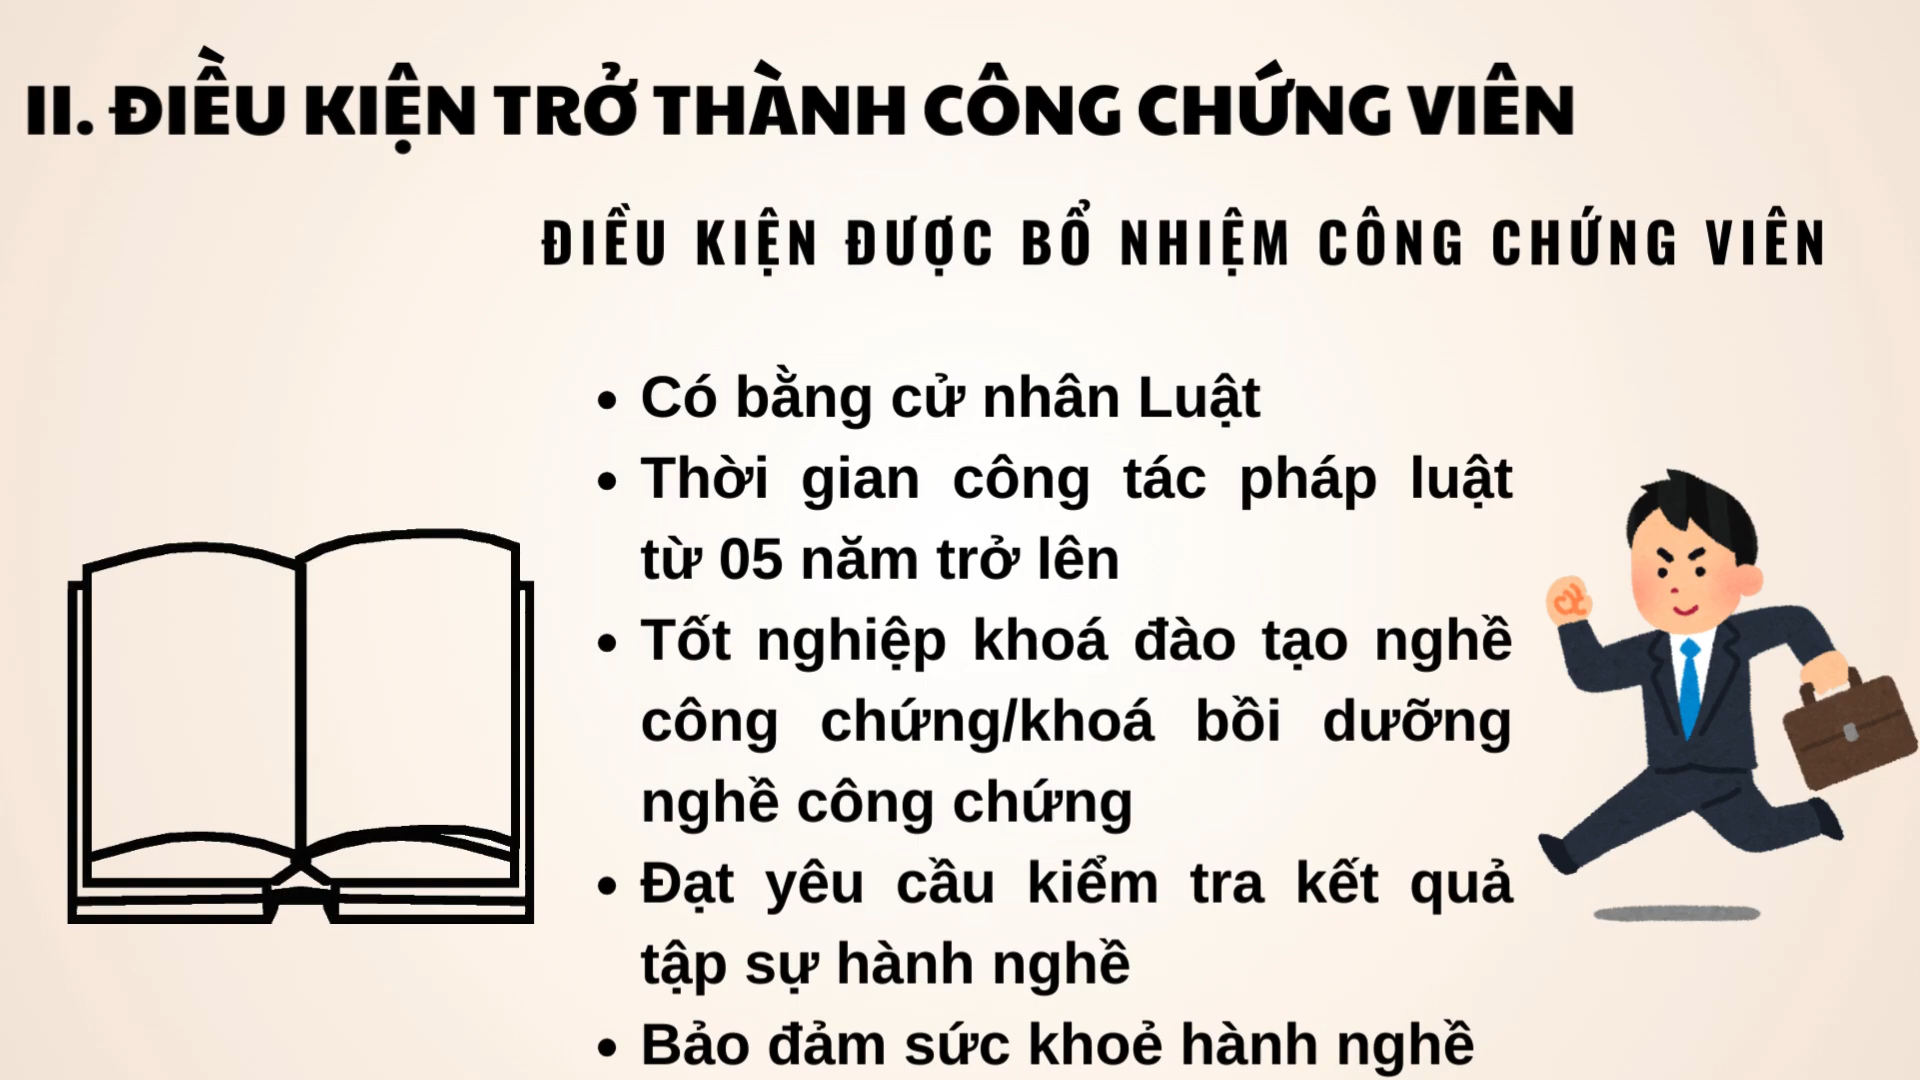 II. ĐIỀU KIỆN TRỞ THÀNH CÔNG CHỨNG VIÊN
ĐIỀU KIỆN ĐƯỢC BỔ NHIỆM CÔNG CHỨNG VIÊN
• Có bằng cử nhân Luật
• Thời gian công tác pháp luật
từ 05 năm trở lên
• Tốt nghiệp khoá đào tạo nghề
công chứng/khoá bồi dưỡng
nghề công chứng
• Đạt yêu cầu kiểm tra kết quả
tập sự hành nghề
• Bảo đảm sức khoẻ hành nghề